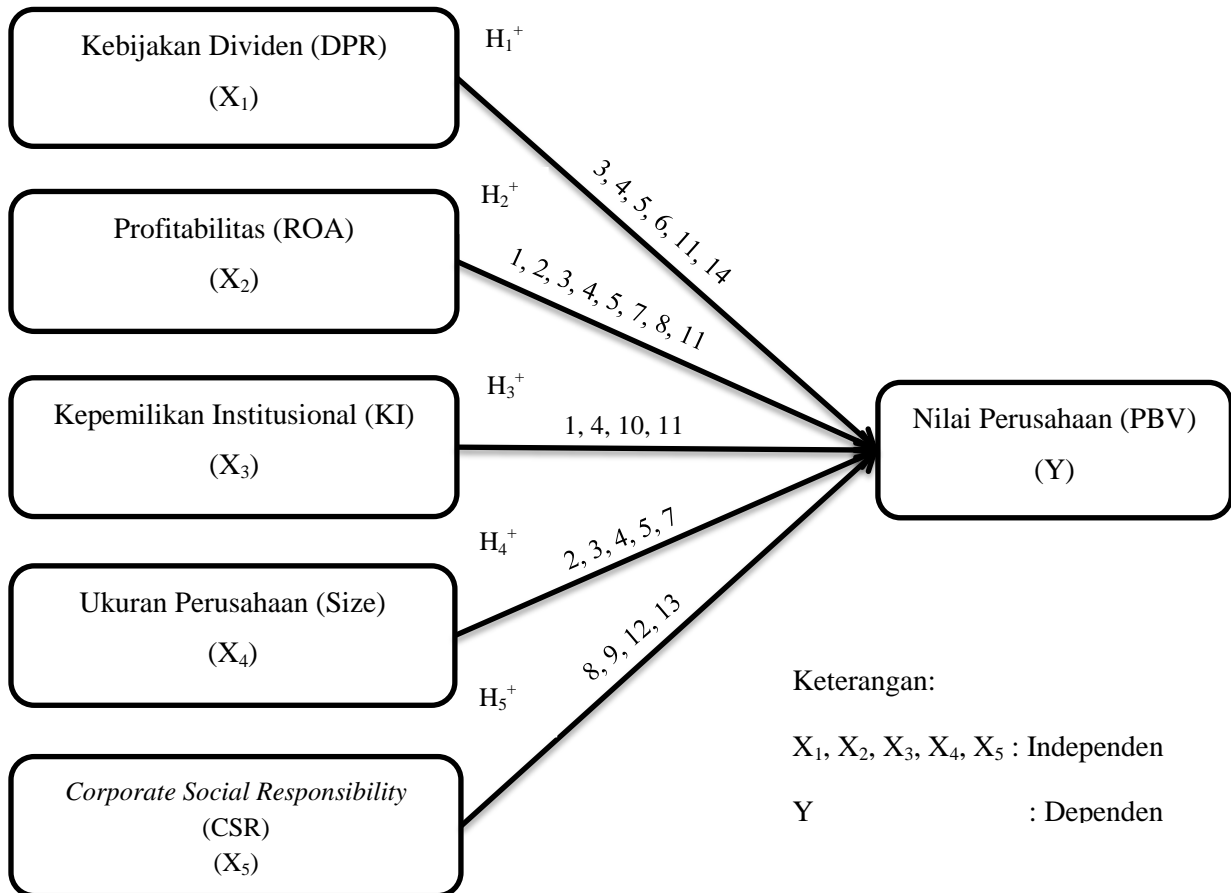 Kebijakan Dividen (DPR)
(X₁)
H₁⁺
3, 4, 5, 6, 11, 14
Profitabilitas (ROA)
(X₂)
H₂⁺
1, 2, 3, 4, 5, 7, 8, 11
Kepemilikan Institusional (KI)
(X₃)
H₃⁺
1, 4, 10, 11
Nilai Perusahaan (PBV)
(Y)
Ukuran Perusahaan (Size)
(X₄)
H₄⁺
2, 3, 4, 5, 7
Corporate Social Responsibility
(CSR)
(X₅)
H₅⁺
8, 9, 12, 13
Keterangan:
X₁, X₂, X₃, X₄, X₅ : Independen
Y : Dependen